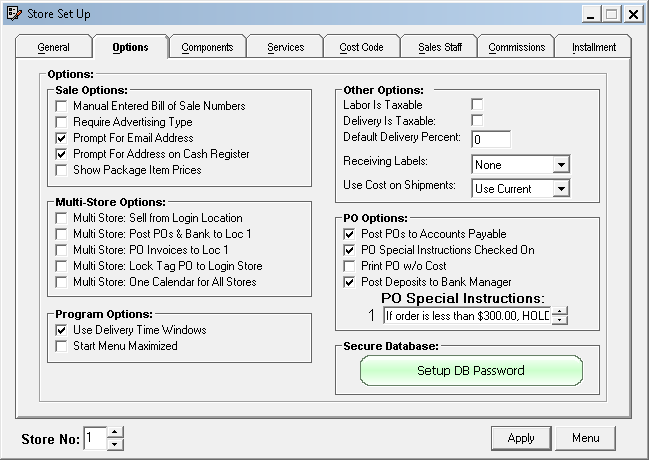 Store Set Up
General
Options
Components
Services
Cost Code
Sales Staff
Commissions
Installment
Options:
Sale Options:
Manual Entered Bill of Sale Numbers
Require Advertising Type
Prompt For Email Address
Prompt For Address on Cash Register
Show Package Item Prices
Multi-Store Options:
Multi Store: Sell from Login Location
Multi Store: Post POs & Bank to Loc 1
Multi Store: PO Invoices to Loc 1
Multi Store: Lock Tag PO to Login Store
Multi Store: One Calendar for All Stores
Program Options:
Use Delivery Time Windows
Start Menu Maximized
Other Options:
Labor Is Taxable
Delivery Is Taxable:
Default Delivery Percent: 0
Receiving Labels: None
Use Cost on Shipments: Use Current
PO Options:
Post POs to Accounts Payable
PO Special Instructions Checked On
Print PO w/o Cost
Post Deposits to Bank Manager
PO Special Instructions:
1 If order is less than $300.00, HOLD
Secure Database:
Setup DB Password
Store No: 1
Apply
Menu